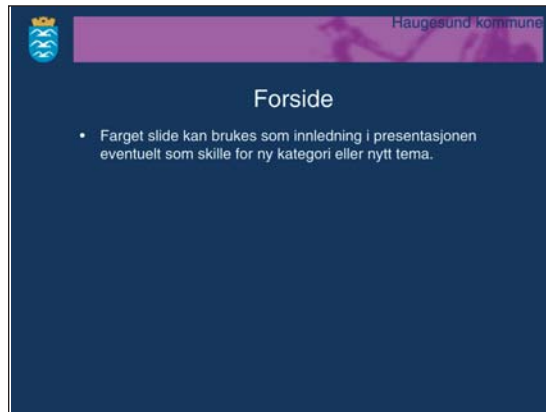 Haugesund kommune
Forside
• Farget slide kan brukes som innledning i presentasjonen
eventuelt som skille for ny kategori eller nytt tema.